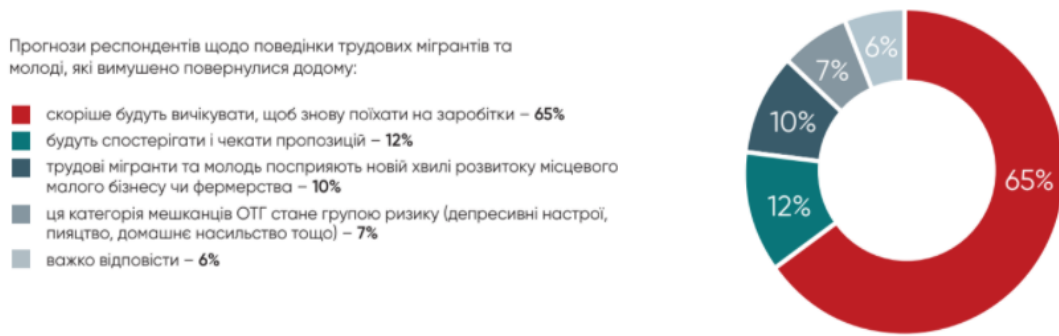 Прогнози респондентів щодо поведінки трудових мігрантів та
молоді, які вимушено повернулися додому:
скоріше будуть вичікувати, щоб знову поїхати на заробітки – 65%
будуть спостерігати і чекати пропозицій – 12%
трудові мігранти та молодь посприяють новій хвилі розвитку місцевого
малого бізнесу чи фермерства – 10%
ця категорія мешканців ОТГ стане групою ризику (депресивні настрої,
пияцтво, домашнє насильство тощо) – 7%
важко відповісти – 6%
6%
7%
10%
12%
65%